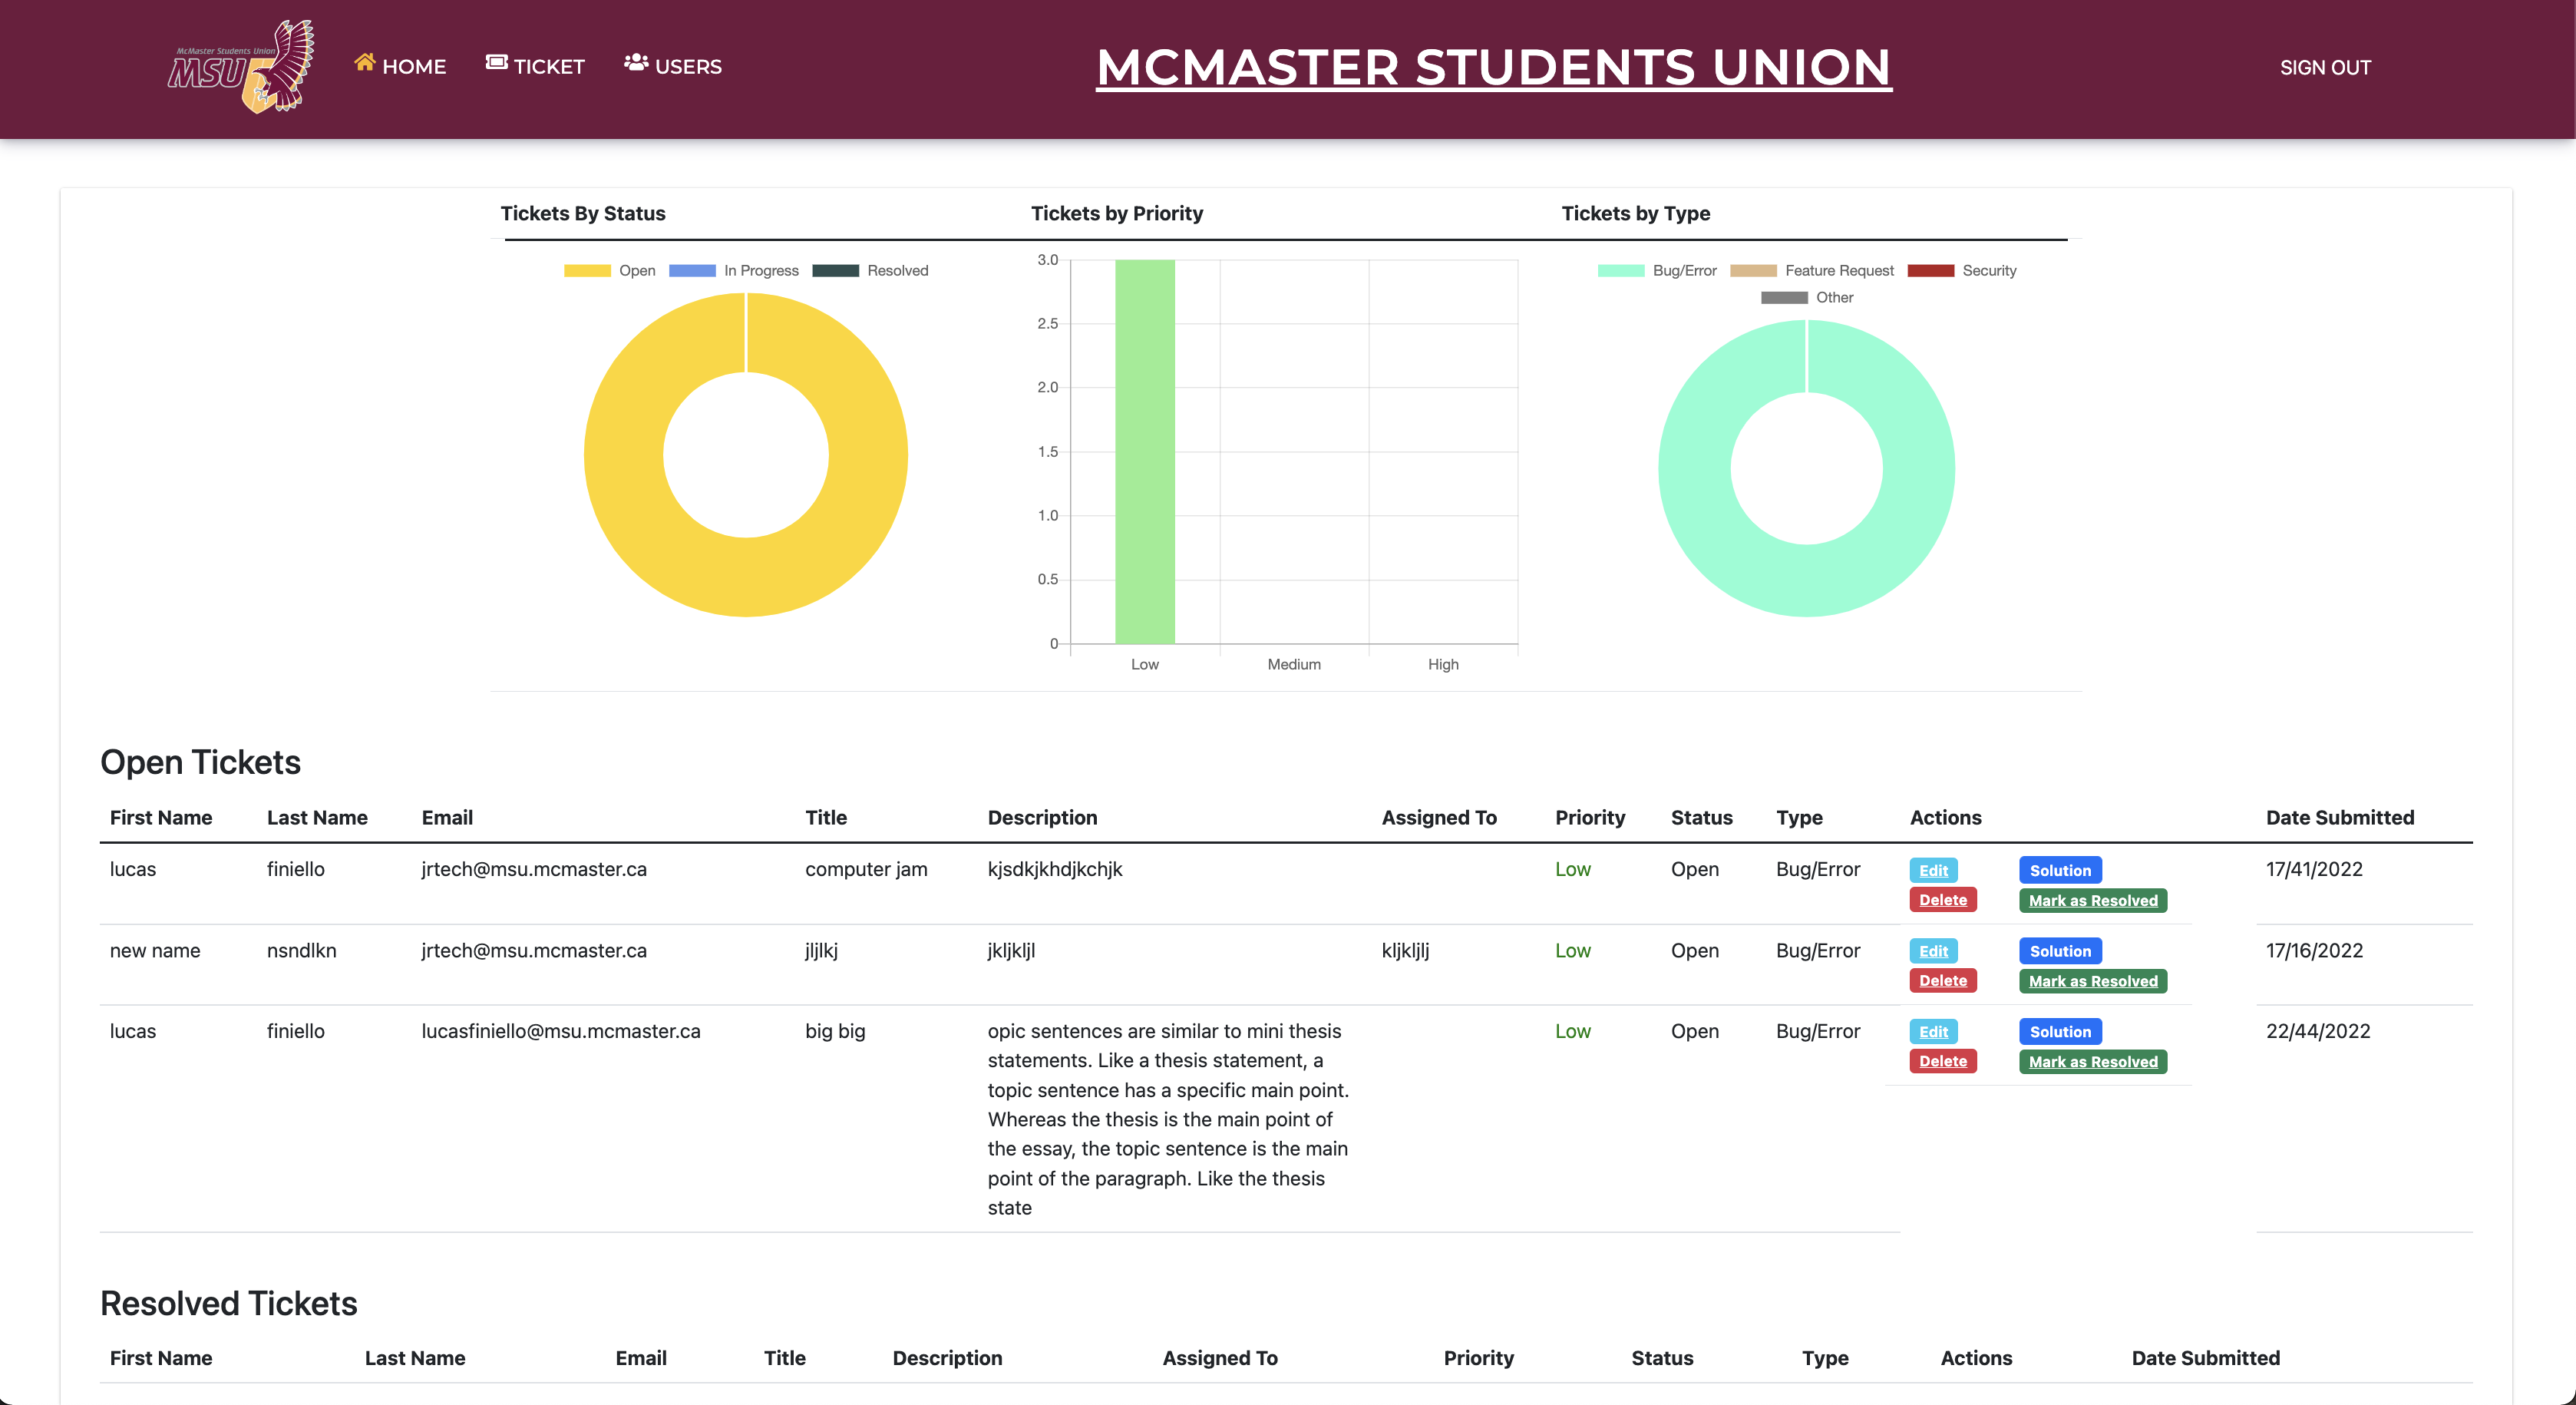 McMaster Students Union
MSU
HOME TICKET USERS
MCMASTER STUDENTS UNION
SIGN OUT
Tickets By Status Tickets by Priority Tickets by Type
Open In Progress Resolved
3.0
2.5
2.0
1.5
1.0
0.5
0
Low Medium High
Bug/Error Feature Request Security
Other
Open Tickets
First Name Last Name Email Title Description Assigned To Priority Status Type Actions Date Submitted
lucas finiello jrtech@msu.mcmaster.ca computer jam kjsdkjkhdjkchjk Low Open Bug/Error Edit Solution 17/41/2022
Delete Mark as Resolved
new name nsndlkn jrtech@msu.mcmaster.ca jljlkj jkljkljl kljkljlj Low Open Bug/Error Edit Solution 17/16/2022
Delete Mark as Resolved
lucas finiello lucasfiniello@msu.mcmaster.ca big big opic sentences are similar to mini thesis Low Open Bug/Error Edit Solution 22/44/2022
statements. Like a thesis statement, a Delete Mark as Resolved
topic sentence has a specific main point.
Whereas the thesis is the main point of
the essay, the topic sentence is the main
point of the paragraph. Like the thesis
state
Resolved Tickets
First Name Last Name Email Title Description Assigned To Priority Status Type Actions Date Submitted